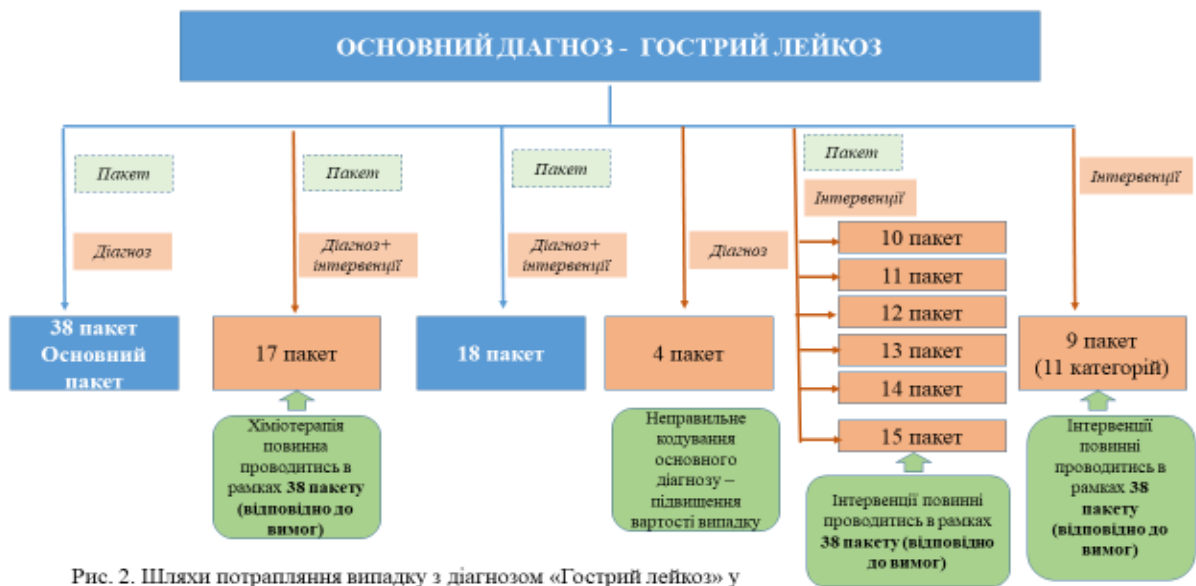 ОСНОВНИЙ ДІАГНОЗ - ГОСТРИЙ ЛЕЙКОЗ
Пакет
Діагноз
38 пакет
Основний
пакет
Пакет
Діагноз+
інтервенції
17 пакет
Хіміотерапія
повинна
проводитись в
рамках 38 пакету
(відповідно до
вимог)
Пакет
Діагноз+
інтервенції
18 пакет
Діагноз
4 пакет
Неправильне
кодування
основного
діагнозу –
підвищення
вартості випадку
Пакет
Інтервенції
10 пакет
11 пакет
12 пакет
13 пакет
14 пакет
15 пакет
Інтервенції повинні
проводитись в рамках
38 пакету (відповідно
до вимог)
Інтервенції
9 пакет
(11 категорій)
Інтервенції
повинні
проводитись в
рамках 38
пакету
(відповідно до
вимог)
Рис. 2. Шляхи потрапляння випадку з діагнозом «Гострий лейкоз» у